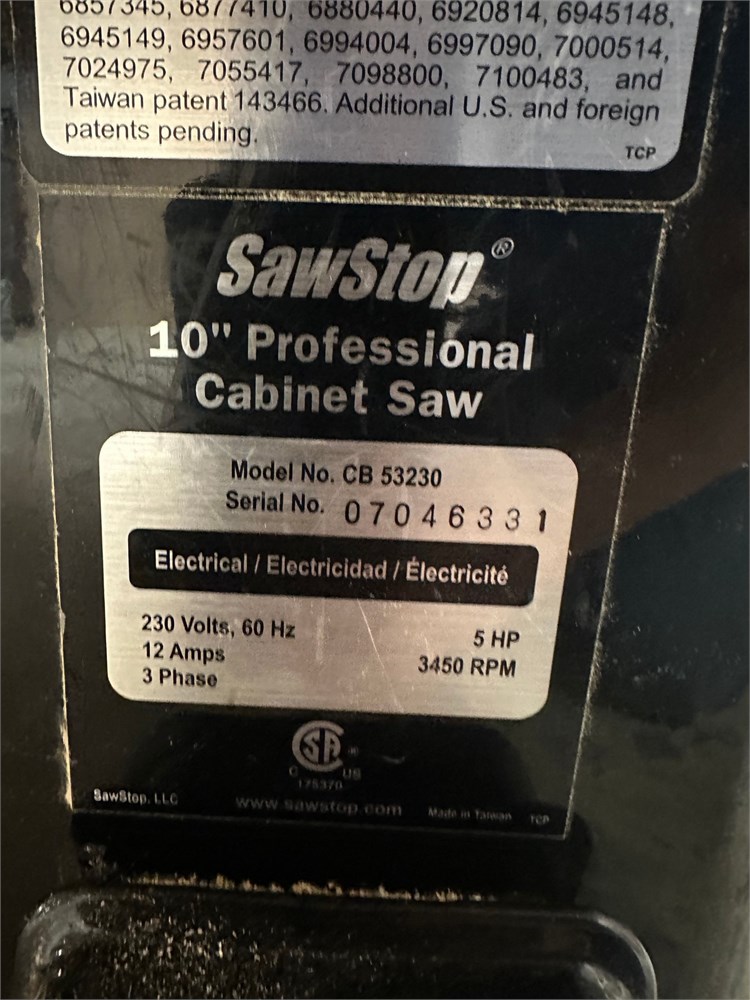 6857345, 6877410, 6880440, 6920814, 6945148,
6945149, 6957601, 6994004, 6997090, 7000514,
7024975, 7055417, 7098800, 7100483, and
Taiwan patent 143466. Additional U.S. and foreign
patents pending.
TCP
SawStop®
10" Professional
Cabinet Saw
Model No. CB 53230
Serial No. 07046331
Electrical / Electricidad / Électricité
230 Volts, 60 Hz
5 HP
12 Amps
3450 RPM
3 Phase
SA ®
C US
175370
SawStop, LLC www.sawstop.com Made in Taiwan TCP